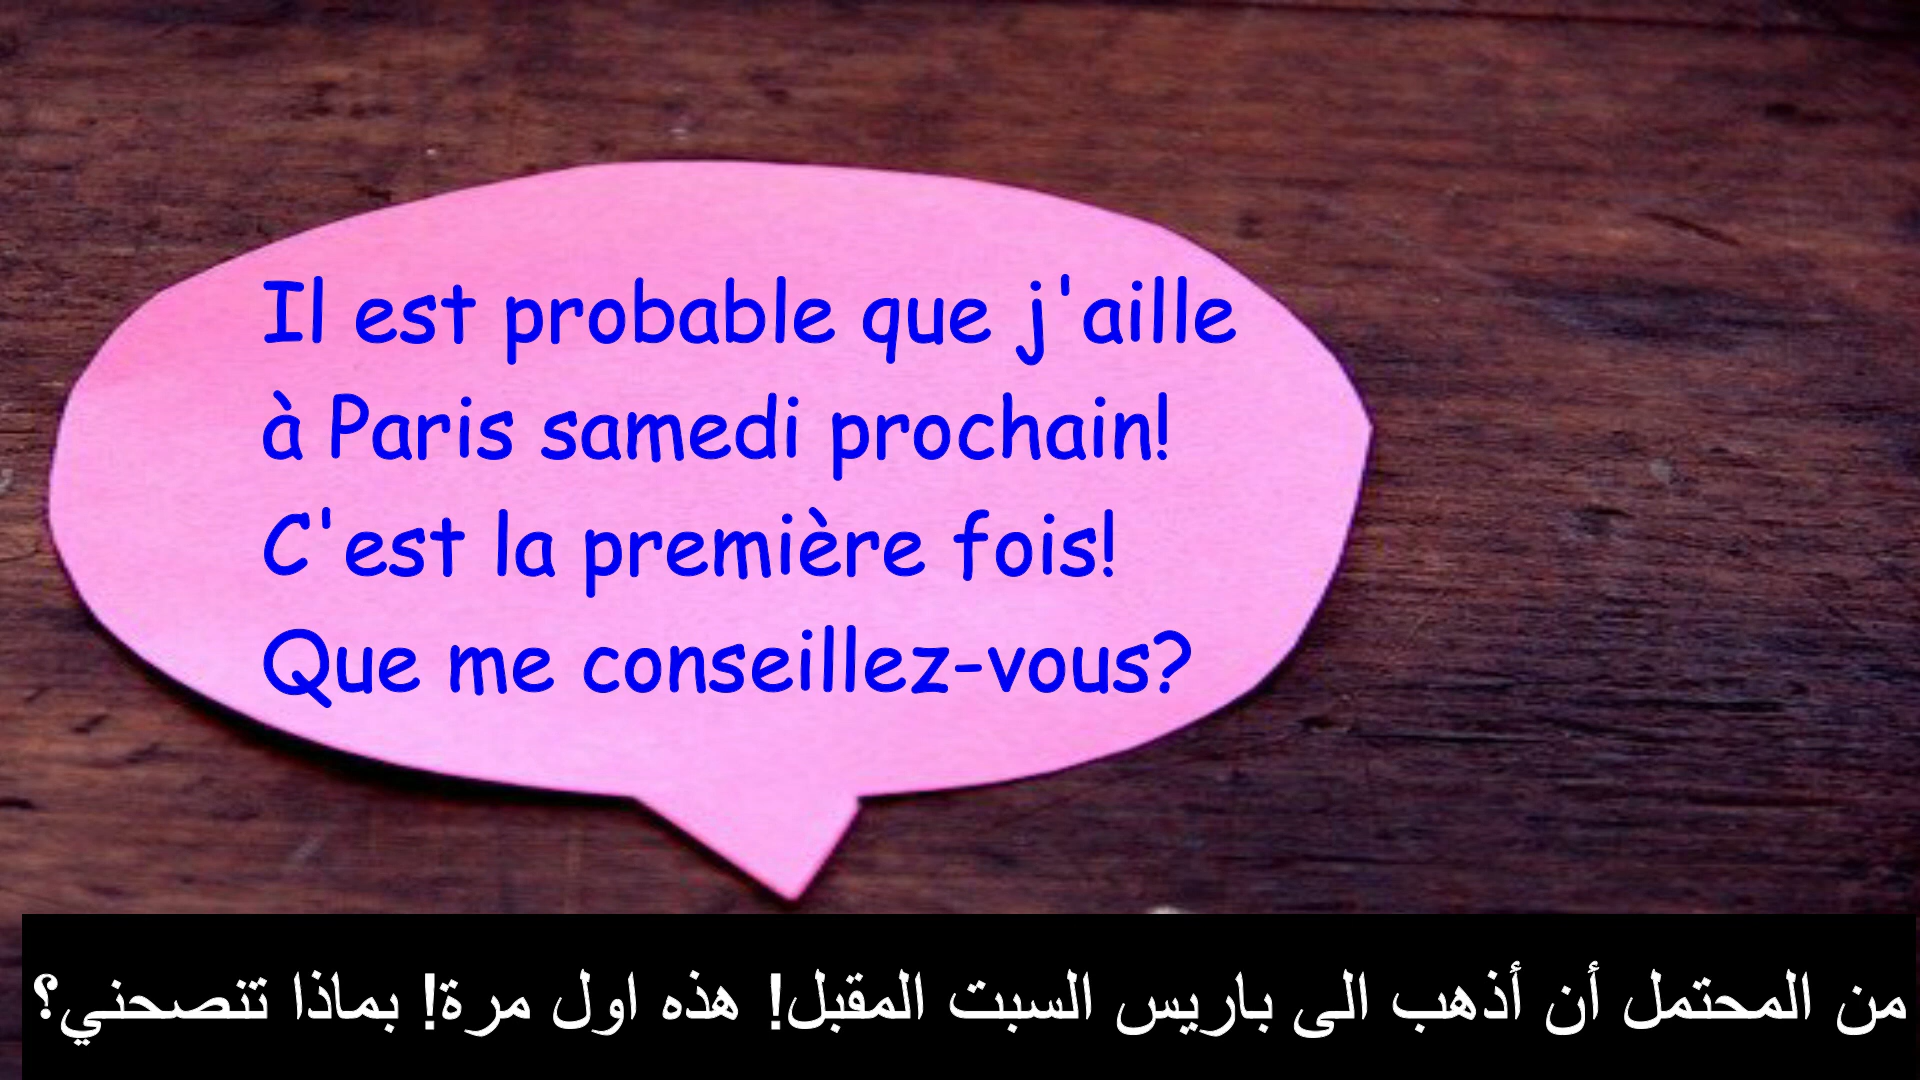 Il est probable que j'aille
à Paris samedi prochain!
C'est la première fois!
Que me conseillez-vous?
من المحتمل أن أذهب الى باريس السبت المقبل! هذه اول مرة! بماذا تنصحني؟